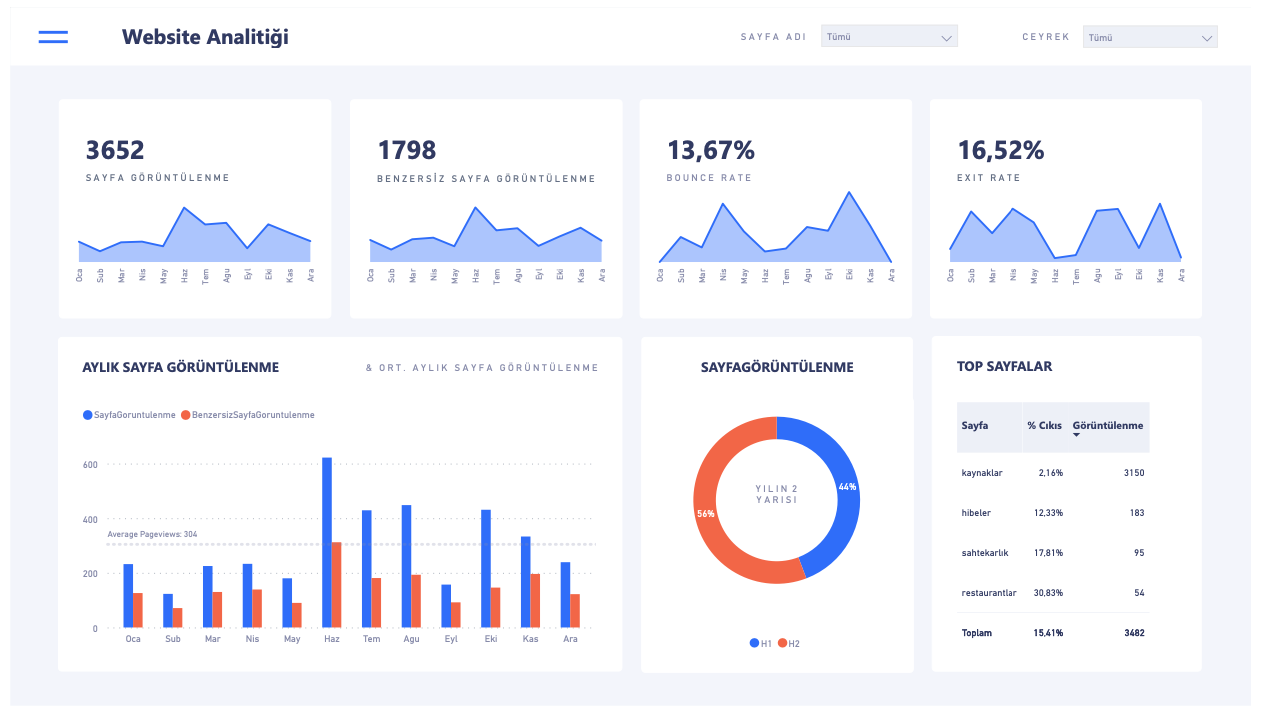 Website Analitiği
SAYFA ADI
Tümü
CEYREK
Tümü
3652
SAYFA GÖRÜNTÜLENME
Oca Sub Mar Nis May Haz Tem Agu Eyl Eki Kas Ara
1798
BENZERSİZ SAYFA GÖRÜNTÜLENME
Oca Sub Mar Nis May Haz Tem Agu Eyl Eki Kas Ara
13,67%
BOUNCE RATE
Oca Sub Mar Nis May Haz Tem Agu Eyl Eki Kas Ara
16,52%
EXIT RATE
Oca Sub Mar Nis May Haz Tem Agu Eyl Eki Kas Ara
AYLIK SAYFA GÖRÜNTÜLENME
& ORT. AYLIK SAYFA GÖRÜNTÜLENME
SayfaGoruntulenme BenzersizSayfaGoruntulenme
600
400
Average Pageviews: 304
200
0
Oca Sub Mar Nis May Haz Tem Agu Eyl Eki Kas Ara
SAYFAGÖRÜNTÜLENME
YILIN 2
YARISI
44%
56%
H1 H2
TOP SAYFALAR
Sayfa % Cıkıs Görüntülenme
kaynaklar 2,16% 3150
hibeler 12,33% 183
sahtekarlık 17,81% 95
restaurantlar 30,83% 54
Toplam 15,41% 3482